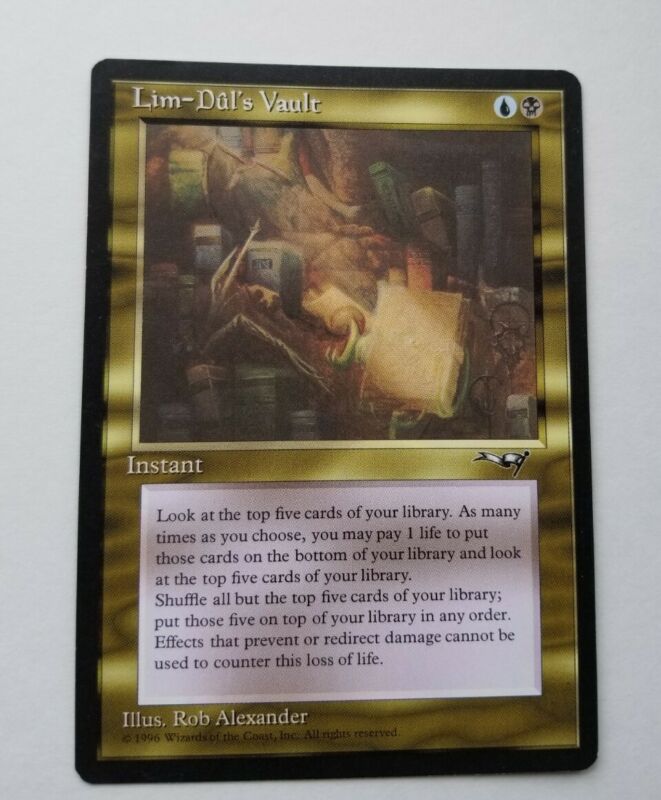 Lim-Dûl's Vault
Instant
Look at the top five cards of your library. As many
times as you choose, you may pay 1 life to put
those cards on the bottom of your library and look
at the top five cards of your library.
Shuffle all but the top five cards of your library;
put those five on top of your library in any order.
Effects that prevent or redirect damage cannot be
used to counter this loss of life.
Illus. Rob Alexander
© 1996 Wizards of the Coast, Inc. All rights reserved.